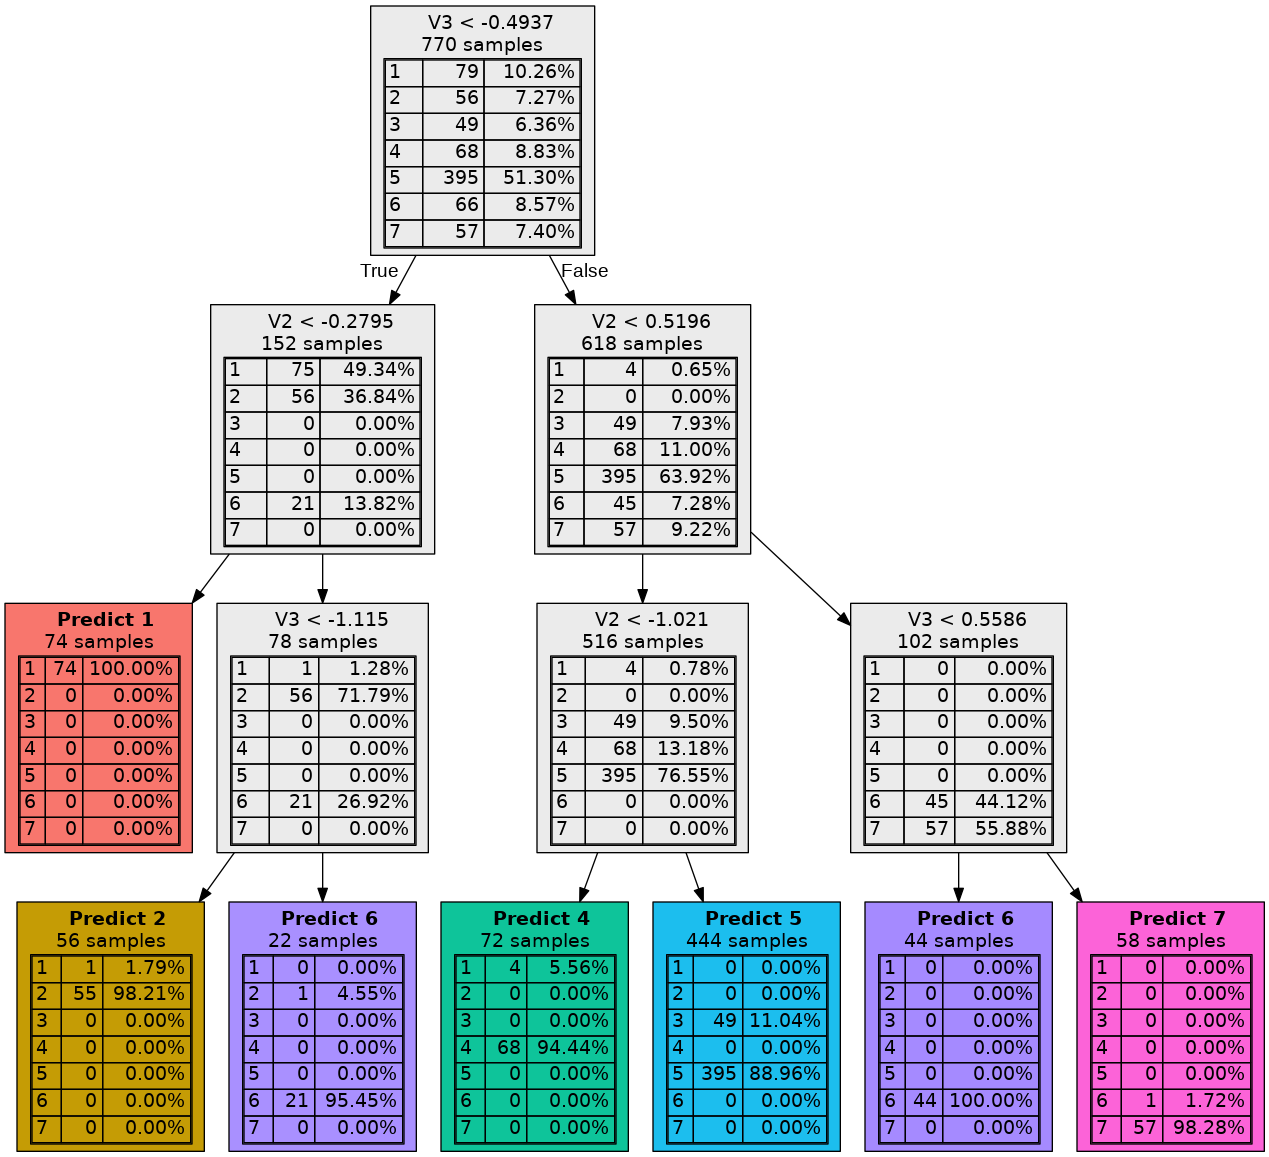 V3 < -0.4937
770 samples
1 79 10.26%
2 56 7.27%
3 49 6.36%
4 68 8.83%
5 395 51.30%
6 66 8.57%
7 57 7.40%
True
False
V2 < -0.2795
152 samples
1 75 49.34%
2 56 36.84%
3 0 0.00%
4 0 0.00%
5 0 0.00%
6 21 13.82%
7 0 0.00%
V2 < 0.5196
618 samples
1 4 0.65%
2 0 0.00%
3 49 7.93%
4 68 11.00%
5 395 63.92%
6 45 7.28%
7 57 9.22%
Predict 1
74 samples
1 74 100.00%
2 0 0.00%
3 0 0.00%
4 0 0.00%
5 0 0.00%
6 0 0.00%
7 0 0.00%
V3 < -1.115
78 samples
1 1 1.28%
2 56 71.79%
3 0 0.00%
4 0 0.00%
5 0 0.00%
6 21 26.92%
7 0 0.00%
V2 < -1.021
516 samples
1 4 0.78%
2 0 0.00%
3 49 9.50%
4 68 13.18%
5 395 76.55%
6 0 0.00%
7 0 0.00%
V3 < 0.5586
102 samples
1 0 0.00%
2 0 0.00%
3 0 0.00%
4 0 0.00%
5 0 0.00%
6 45 44.12%
7 57 55.88%
Predict 2
56 samples
1 1 1.79%
2 55 98.21%
3 0 0.00%
4 0 0.00%
5 0 0.00%
6 0 0.00%
7 0 0.00%
Predict 6
22 samples
1 0 0.00%
2 1 4.55%
3 0 0.00%
4 0 0.00%
5 0 0.00%
6 21 95.45%
7 0 0.00%
Predict 4
72 samples
1 4 5.56%
2 0 0.00%
3 0 0.00%
4 68 94.44%
5 0 0.00%
6 0 0.00%
7 0 0.00%
Predict 5
444 samples
1 0 0.00%
2 0 0.00%
3 49 11.04%
4 0 0.00%
5 395 88.96%
6 0 0.00%
7 0 0.00%
Predict 6
44 samples
1 0 0.00%
2 0 0.00%
3 0 0.00%
4 0 0.00%
5 0 0.00%
6 44 100.00%
7 0 0.00%
Predict 7
58 samples
1 0 0.00%
2 0 0.00%
3 0 0.00%
4 0 0.00%
5 0 0.00%
6 1 1.72%
7 57 98.28%